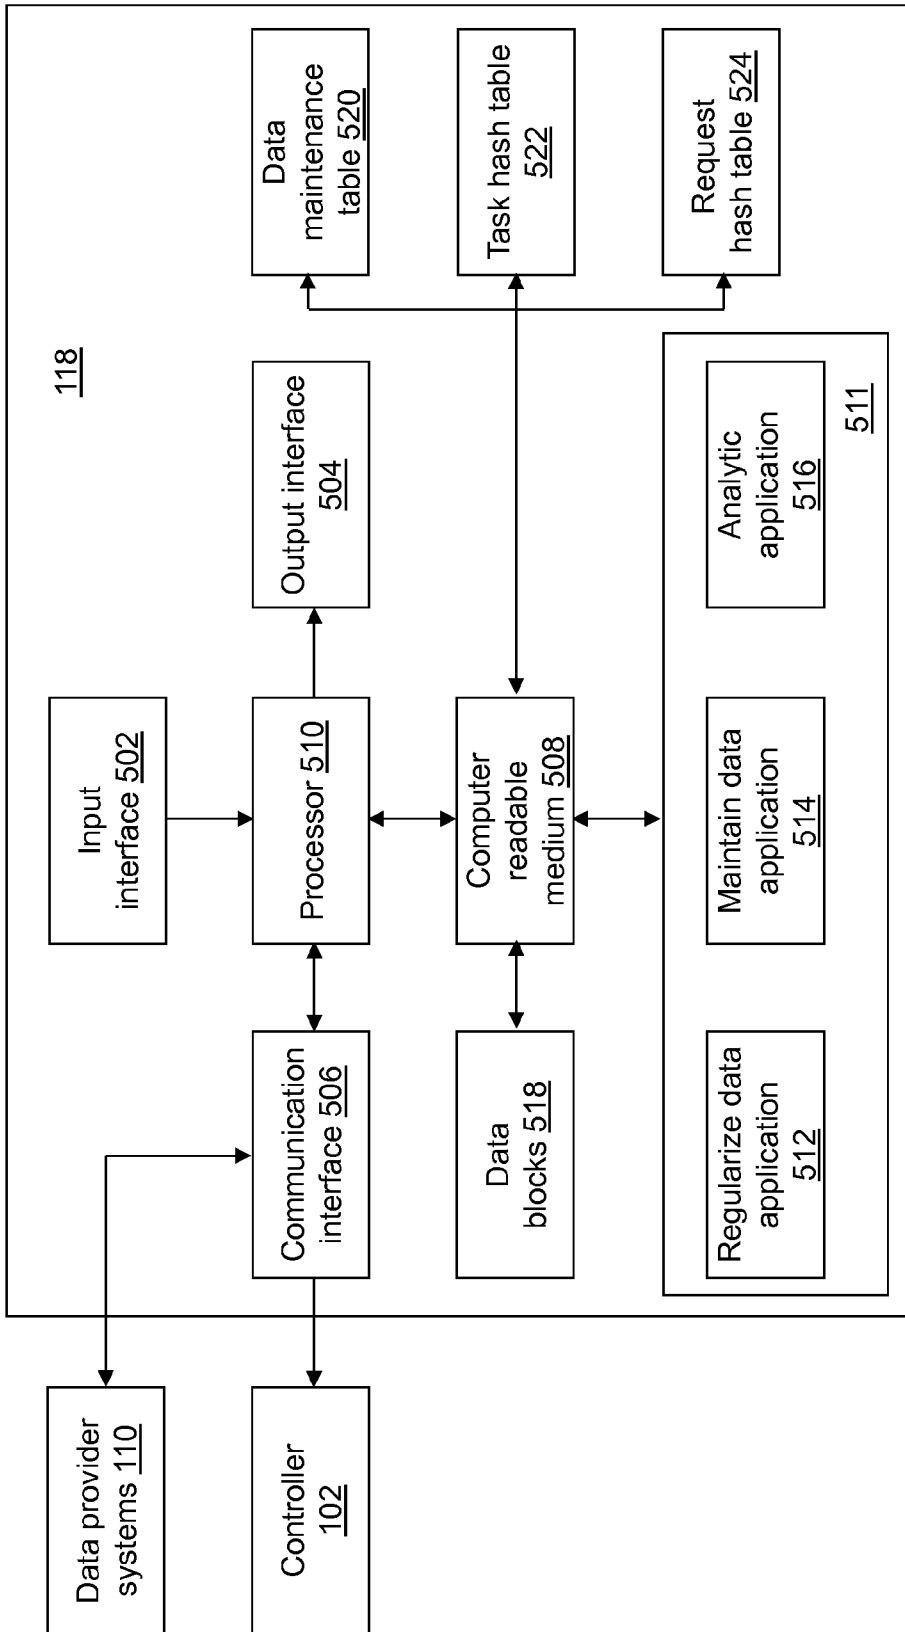 Data provider
systems 110
Controller
102
118
Input
interface 502
Communication
interface 506
Processor 510
Output interface
504
Data
maintenance
table 520
Data
blocks 518
Computer
readable
medium 508
Task hash table
522
Regularize data
application
512
Maintain data
application
514
Analytic
application
516
511
Request
hash table 524